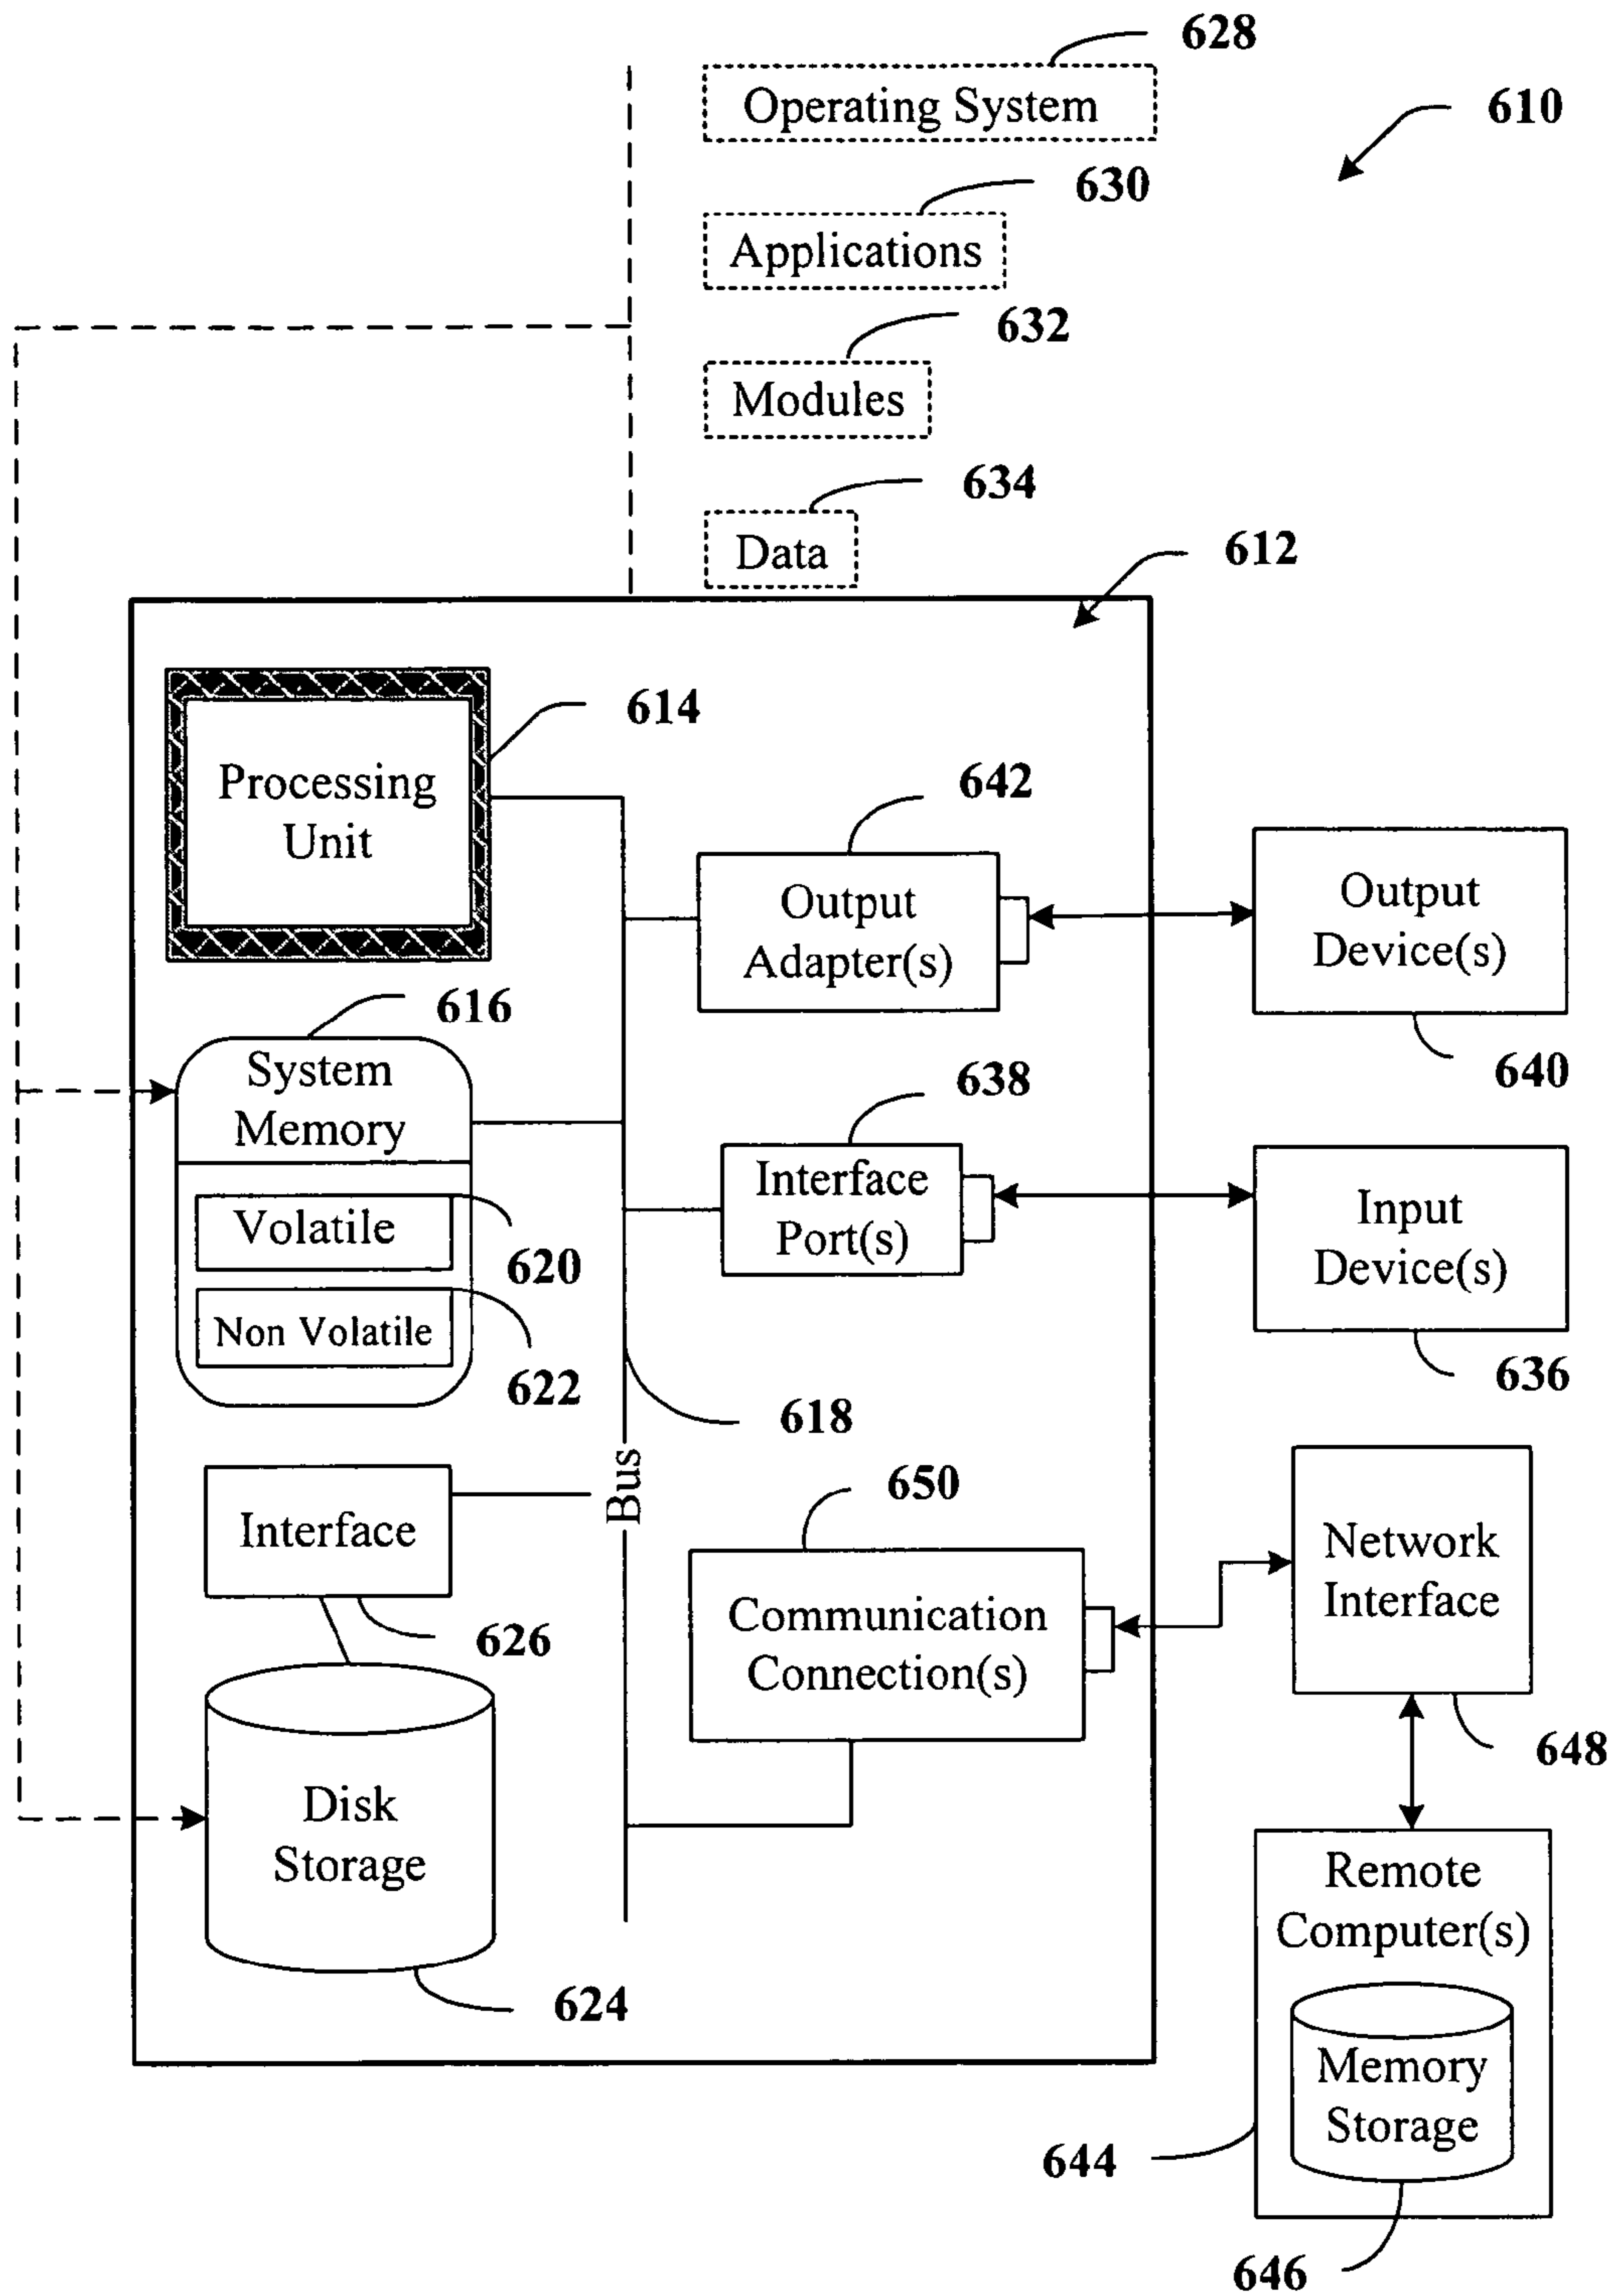 628
Operating System
610
630
Applications
632
Modules
634
Data
612
614
Processing
Unit
642
Output
Adapter(s)
Output
Device(s)
640
616
System
Memory
638
Interface
Port(s)
Input
Device(s)
636
Volatile
620
Non Volatile
622
618
Bus
Interface
626
650
Communication
Connection(s)
Network
Interface
648
Disk
Storage
624
Remote
Computer(s)
Memory
Storage
644
646